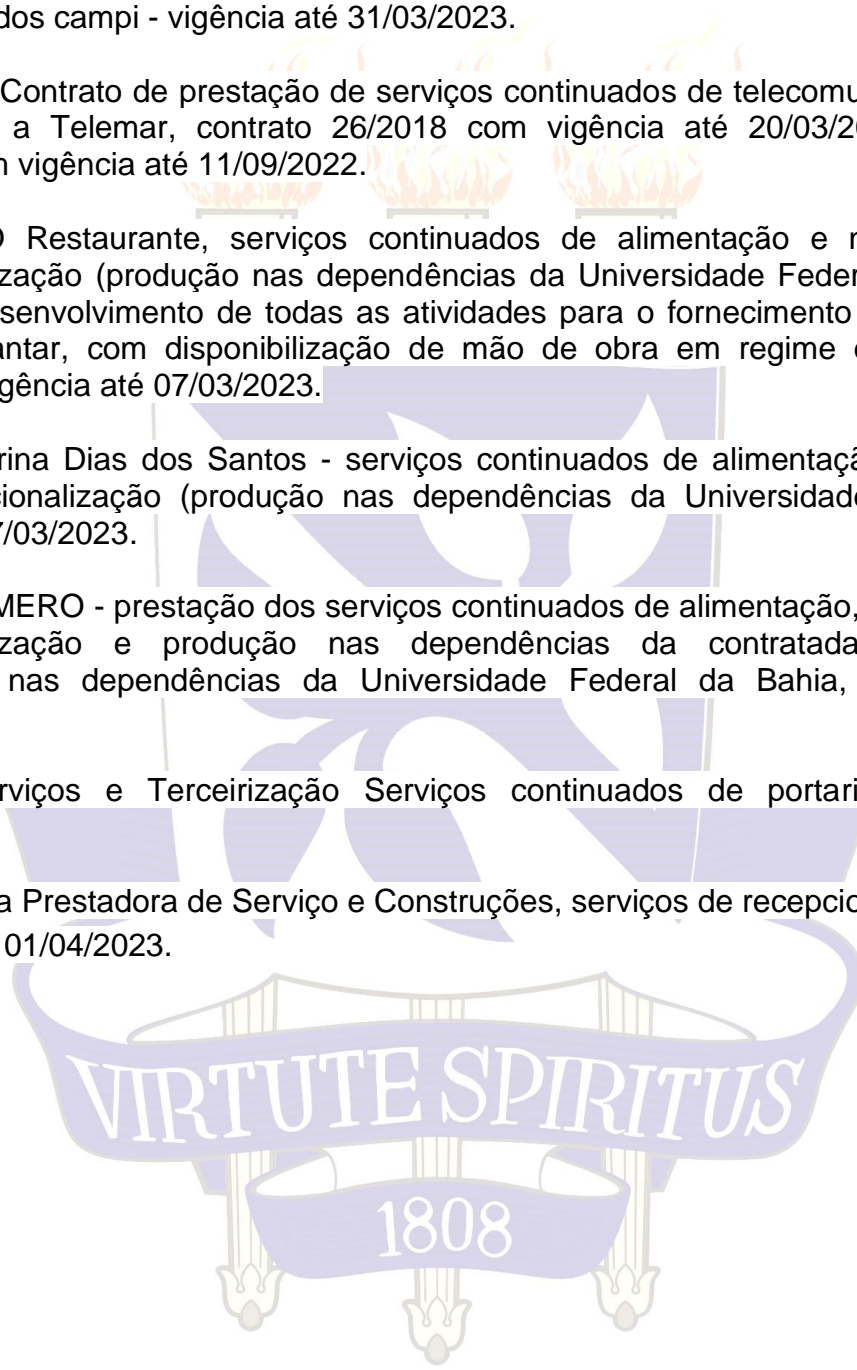 dos campi - vigência até 31/03/2023.
Contrato de prestação de serviços continuados de telecomu
a Telemar, contrato 26/2018 com vigência até 20/03/20
vigência até 11/09/2022.
Restaurante, serviços continuados de alimentação e
ização (produção nas dependências da Universidade Feder
senvolvimento de todas as atividades para o fornecimento
antar, com disponibilização de mão de obra em regime
gência até 07/03/2023.
rina Dias dos Santos - serviços continuados de alimentaçã
cionalização (produção nas dependências da Universidade
7/03/2023.
MERO - prestação dos serviços continuados de alimentação,
zação e produção nas dependências da contratada
nas dependências da Universidade Federal da Bahia,
rviços e Terceirização Serviços continuados de portari
a Prestadora de Serviço e Construções, serviços de recepcio
01/04/2023.
VIRTUTE SPIRITUS
1808